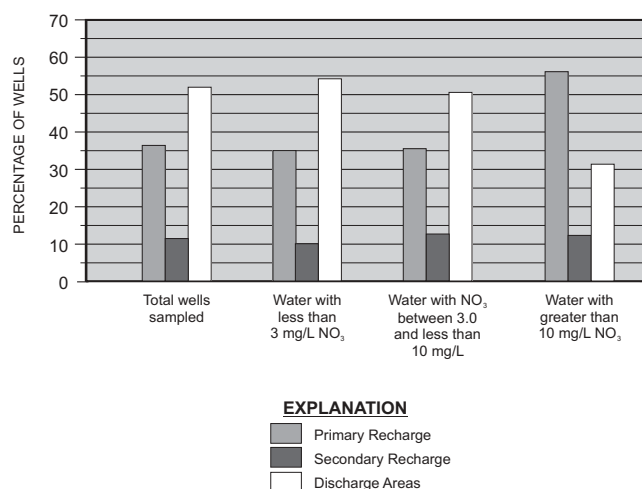 PERCENTAGE OF WELLS
70
60
50
40
30
20
10
0
Total wells
sampled
Water with
less than
3 mg/L NO₃
Water with NO₃
between 3.0
and less than
10 mg/L
Water with
greater than
10 mg/L NO₃
EXPLANATION
Primary Recharge
Secondary Recharge
Discharge Areas